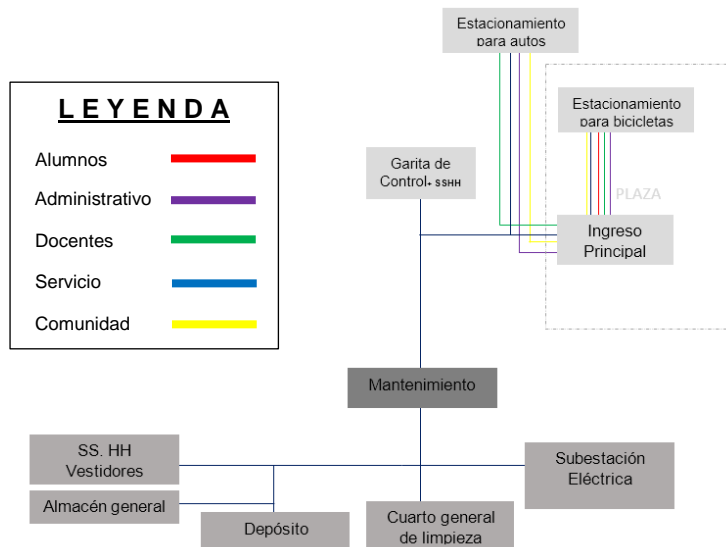 Estacionamiento
para autos
LEYENDA
Alumnos
Administrativo
Docentes
Servicio
Comunidad
Estacionamiento
para bicicletas
Garita de
Control+ SSHH
PLAZA
Ingreso
Principal
Mantenimiento
SS. HH
Vestidores
Almacén general
Depósito
Cuarto general
de limpieza
Subestación
Eléctrica